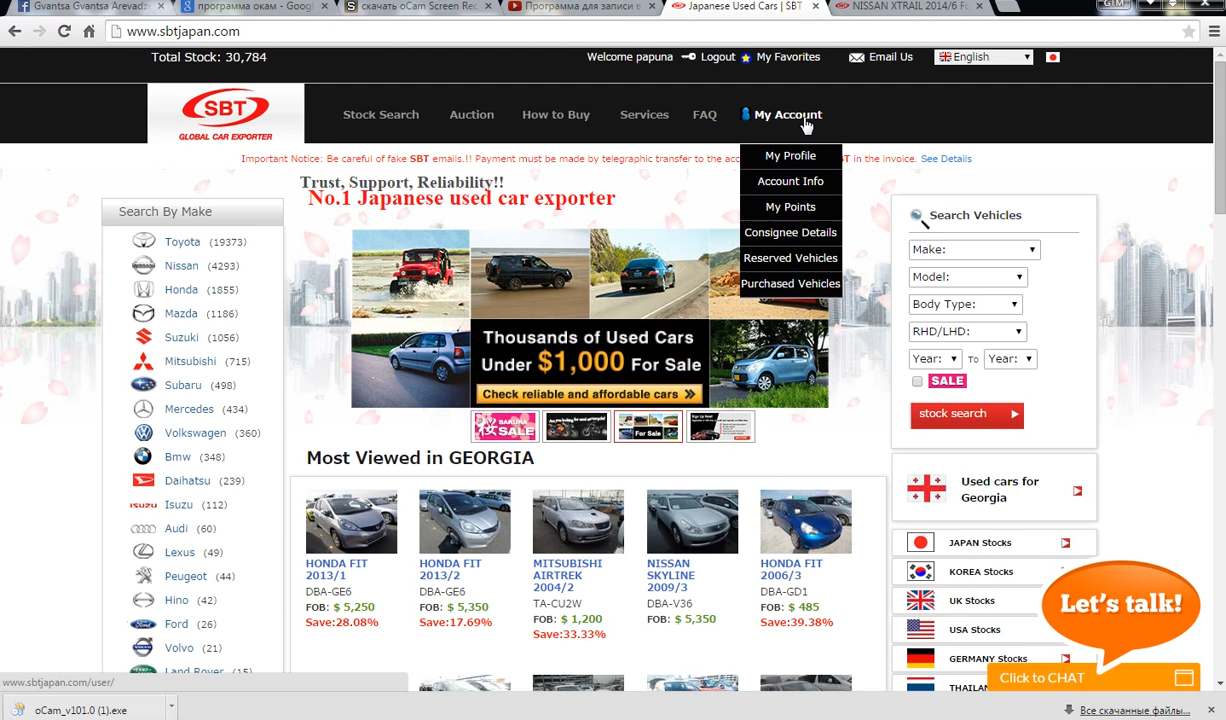 Gvantsa Gvantsa Arevadze
программа окам - Googl
скачать oCam Screen Rec
Программа для записи в
Japanese Used Cars | SBT
NISSAN XTRAIL 2014/6 Fo
GTM
www.sbtjapan.com
Total Stock: 30,784
Welcome papuna
Logout
My Favorites
Email Us
English
SBT
GLOBAL CAR EXPORTER
Stock Search
Auction
How to Buy
Services
FAQ
My Account
My Profile
Account Info
My Points
Consignee Details
Reserved Vehicles
Purchased Vehicles
Important Notice: Be careful of fake SBT emails.!! Payment must be made by telegraphic transfer to the acc
BT in the invoice. See Details
Trust, Support, Reliability!!
No.1 Japanese used car exporter
Search By Make
Toyota (19373)
Nissan (4293)
Honda (1855)
Mazda (1186)
Suzuki (1056)
Mitsubishi (715)
Subaru (498)
Mercedes (434)
Volkswagen (360)
Bmw (348)
Daihatsu (239)
ISUZU Isuzu (112)
Audi (60)
Lexus (49)
Peugeot (44)
Hino (42)
Ford (26)
Volvo (21)
Land Rover (15)
Thousands of Used Cars
Under $1,000 For Sale
Check reliable and affordable cars »
SAKURA
SALE
For Sale
Most Viewed in GEORGIA
HONDA FIT
2013/1
DBA-GE6
FOB: $ 5,250
Save:28.08%
HONDA FIT
2013/2
DBA-GE6
FOB: $ 5,350
Save:17.69%
MITSUBISHI
AIRTREK
2004/2
TA-CU2W
FOB: $ 1,200
Save:33.33%
NISSAN
SKYLINE
2009/3
DBA-V36
FOB: $ 5,350
HONDA FIT
2006/3
DBA-GD1
FOB: $ 485
Save:39.38%
Search Vehicles
Make:
Model:
Body Type:
RHD/LHD:
Year: To Year:
SALE
stock search
Used cars for
Georgia
JAPAN Stocks
KOREA Stocks
UK Stocks
USA Stocks
GERMANY Stocks
THAILAN
Let's talk!
Click to CHAT
www.sbtjapan.com/user/
oCam_v101.0 (1).exe
Все скачанные файлы...